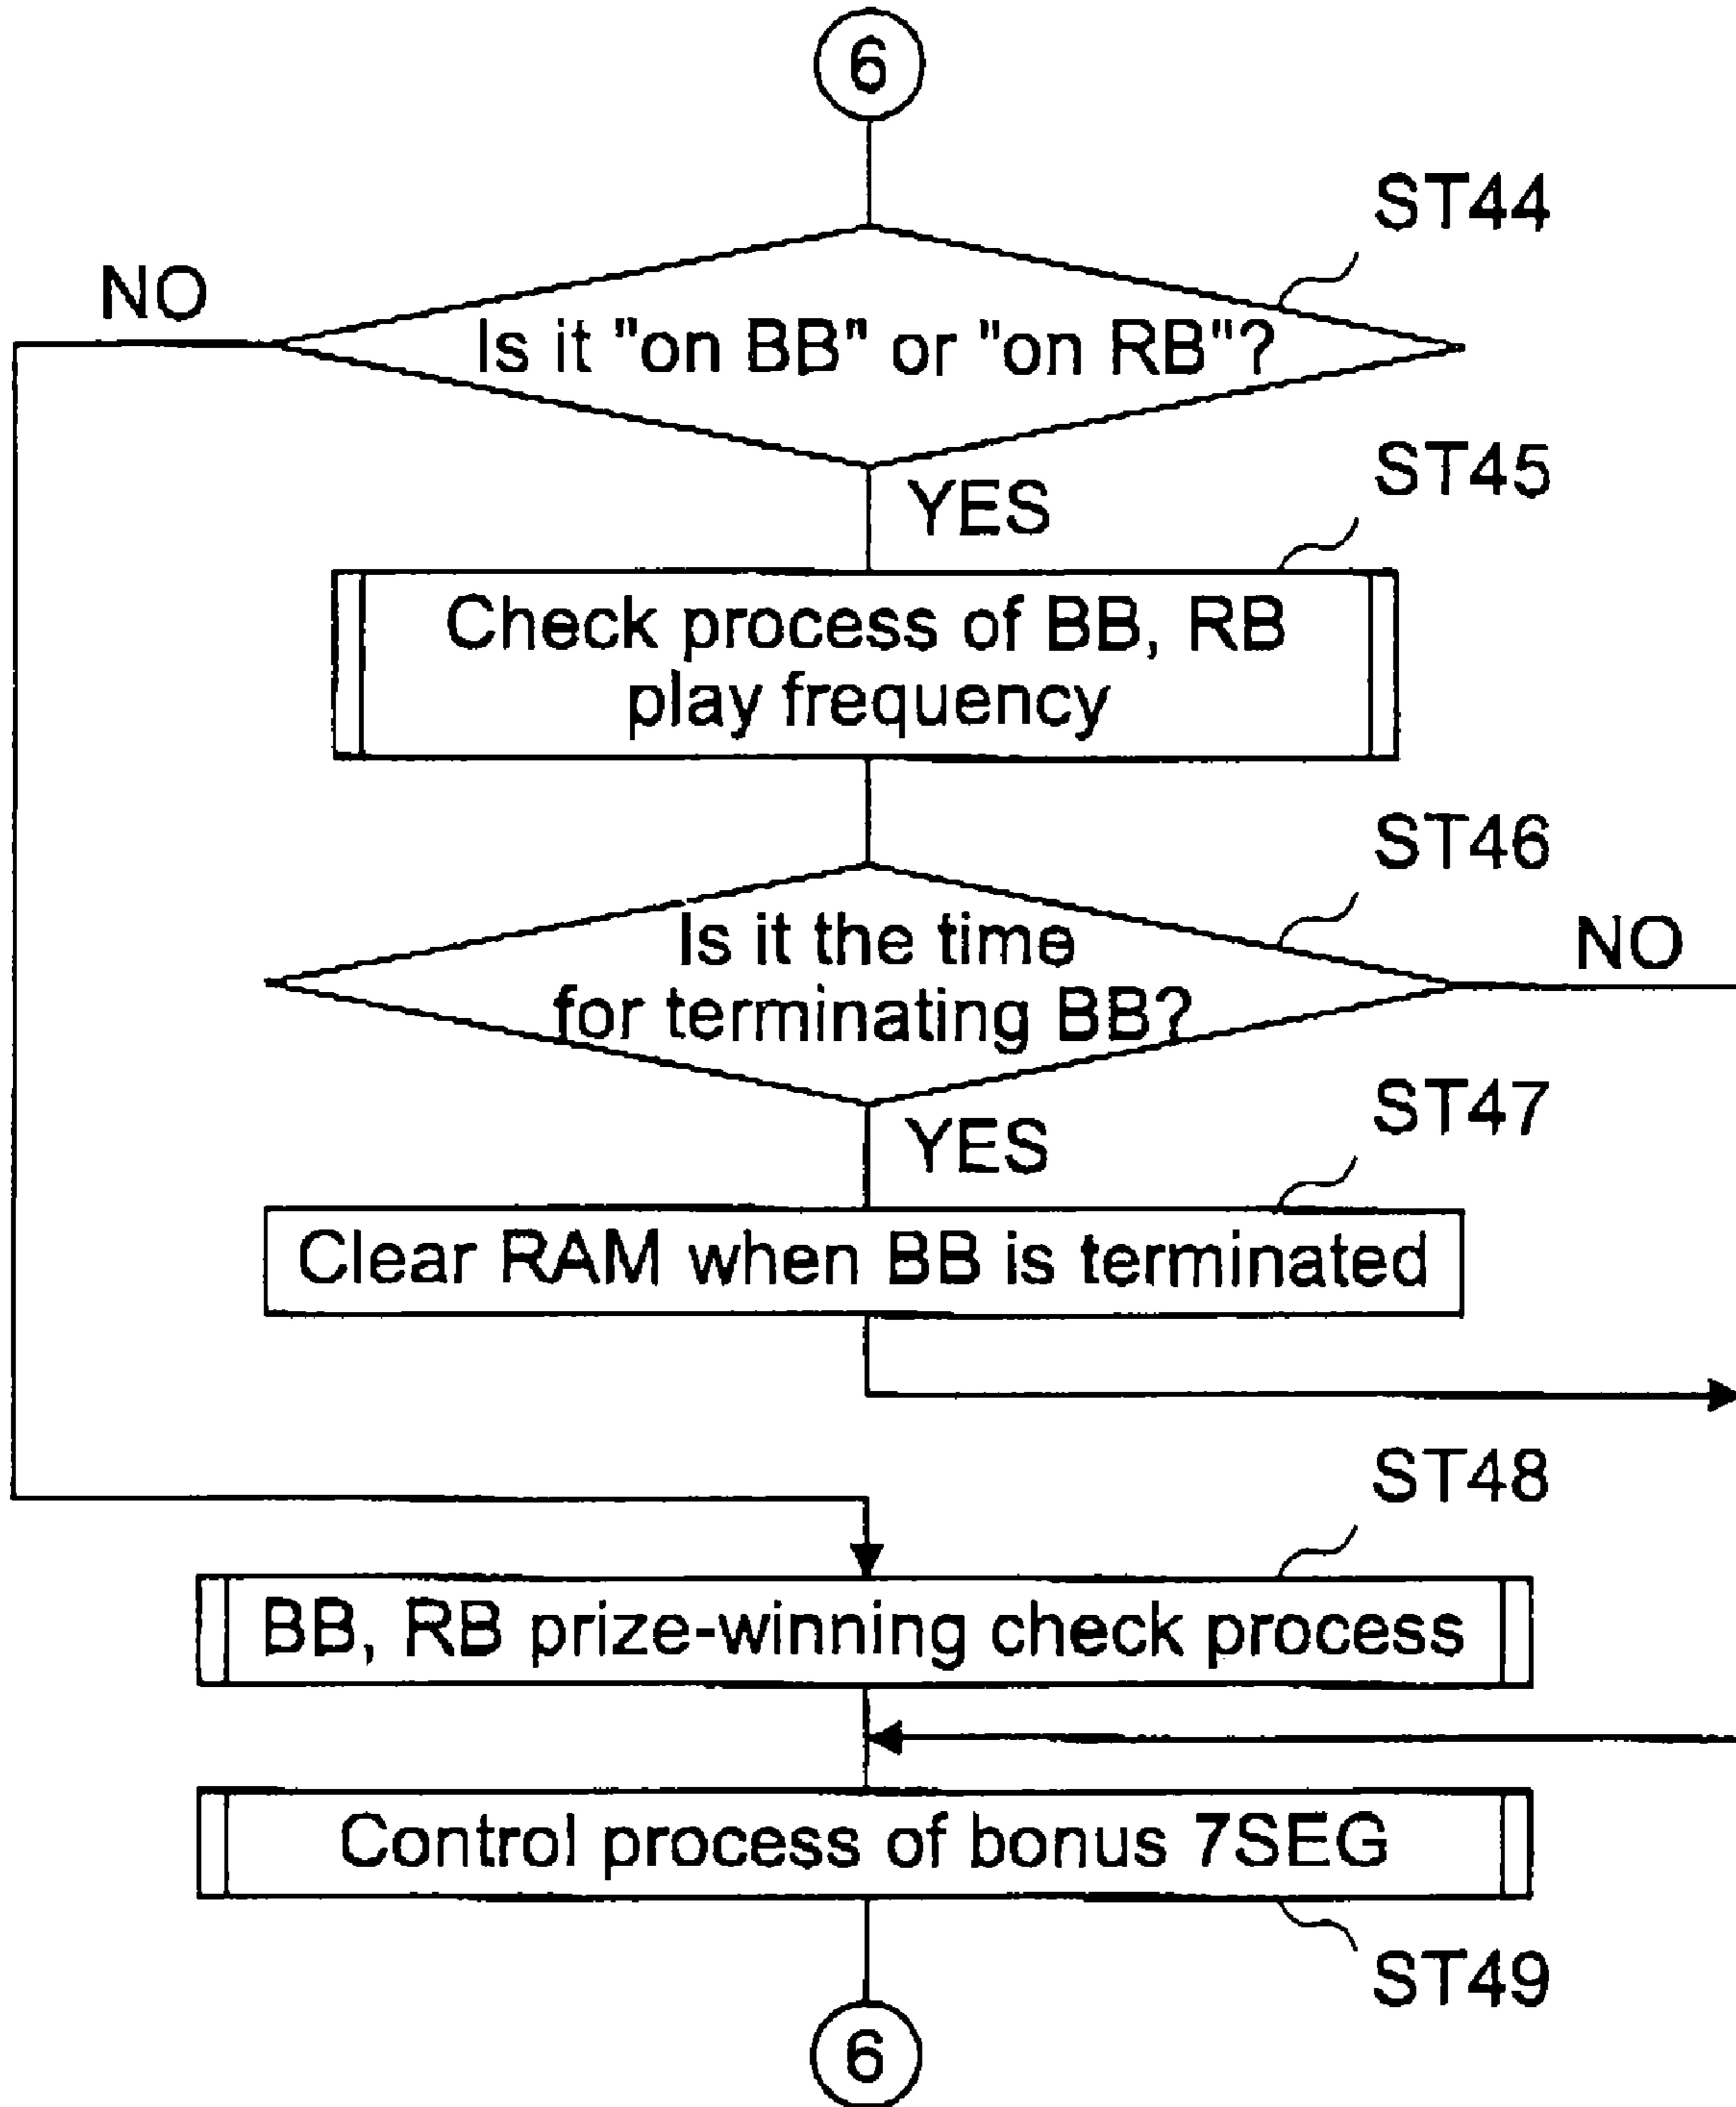 6
ST44
NO
Is it "on BB" or "on RB"?
ST45
YES
Check process of BB, RB
play frequency
ST46
Is it the time
for terminating BB?
NO
ST47
YES
Clear RAM when BB is terminated
ST48
BB, RB prize-winning check process
Control process of bonus 7SEG
ST49
6